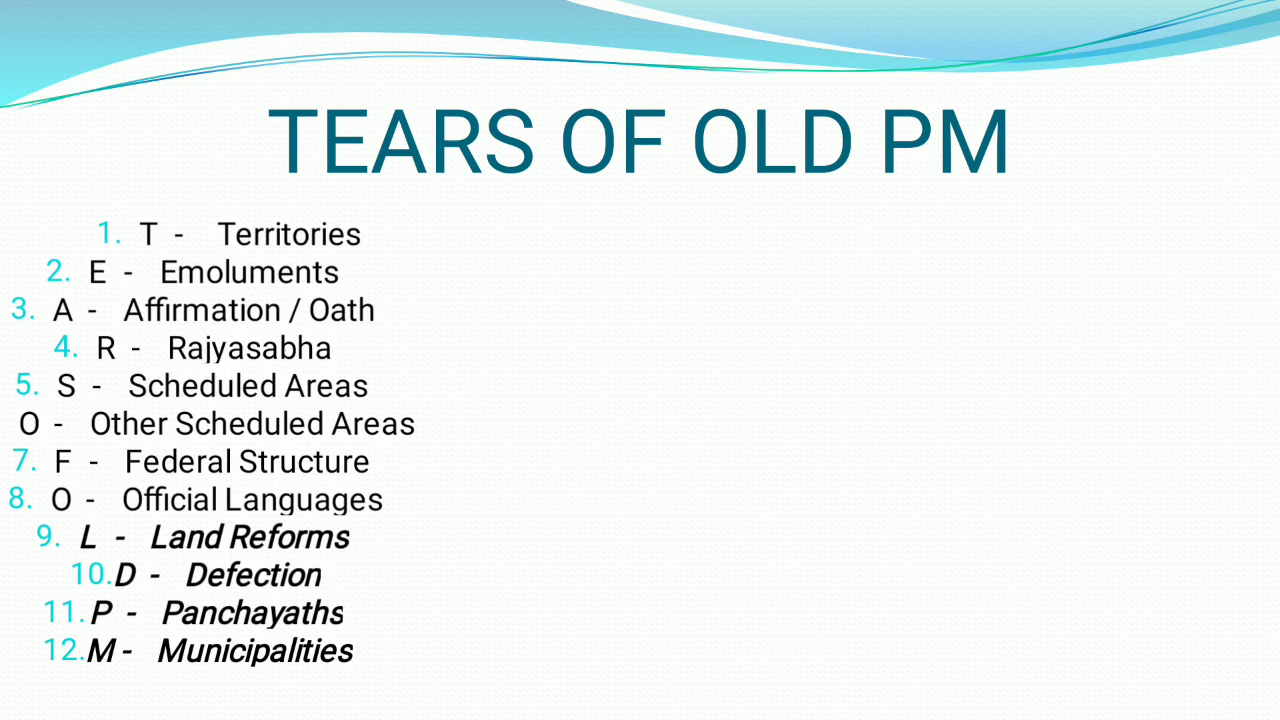 TEARS OF OLD PM
1. T - Territories
2. E - Emoluments
3. A - Affirmation / Oath
4. R - Rajyasabha
5. S - Scheduled Areas
O - Other Scheduled Areas
7. F - Federal Structure
8. O - Official Languages
9. L - Land Reforms
10.D - Defection
11.P - Panchayaths
12.M - Municipalities